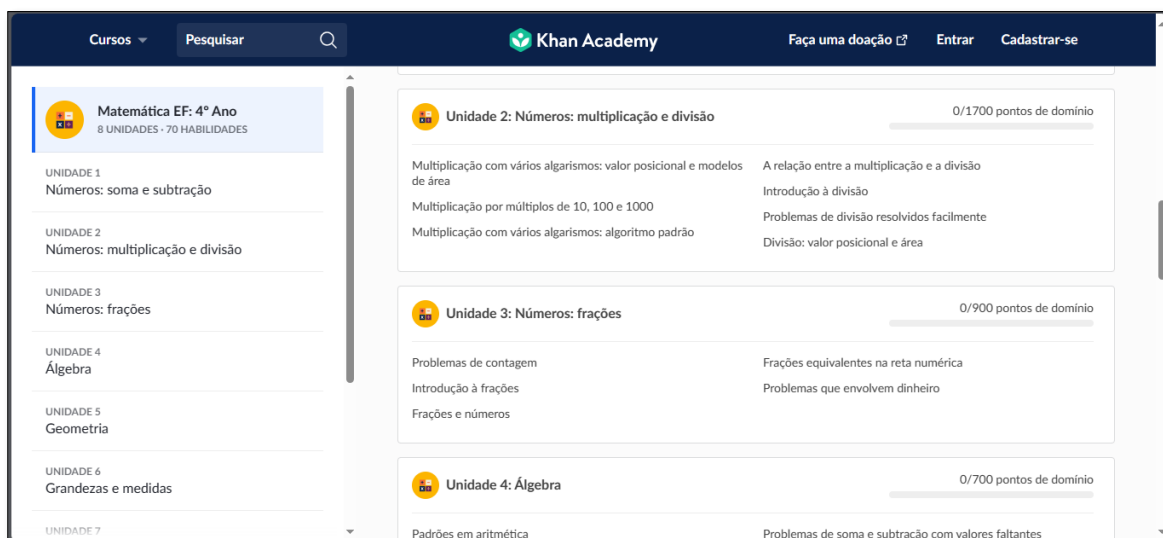 Cursos
Pesquisar
Khan Academy
Faça uma doação
Entrar
Cadastrar-se
Matemática EF: 4º Ano
8 UNIDADES · 70 HABILIDADES
UNIDADE 1
Números: soma e subtração
UNIDADE 2
Números: multiplicação e divisão
UNIDADE 3
Números: frações
UNIDADE 4
Álgebra
UNIDADE 5
Geometria
UNIDADE 6
Grandezas e medidas
UNIDADE 7
Unidade 2: Números: multiplicação e divisão
0/1700 pontos de domínio
Multiplicação com vários algarismos: valor posicional e modelos
de área
Multiplicação por múltiplos de 10, 100 e 1000
Multiplicação com vários algarismos: algoritmo padrão
A relação entre a multiplicação e a divisão
Introdução à divisão
Problemas de divisão resolvidos facilmente
Divisão: valor posicional e área
Unidade 3: Números: frações
0/900 pontos de domínio
Problemas de contagem
Introdução à frações
Frações e números
Frações equivalentes na reta numérica
Problemas que envolvem dinheiro
Unidade 4: Álgebra
0/700 pontos de domínio
Padrões em aritmética
Problemas de soma e subtração com valores faltantes